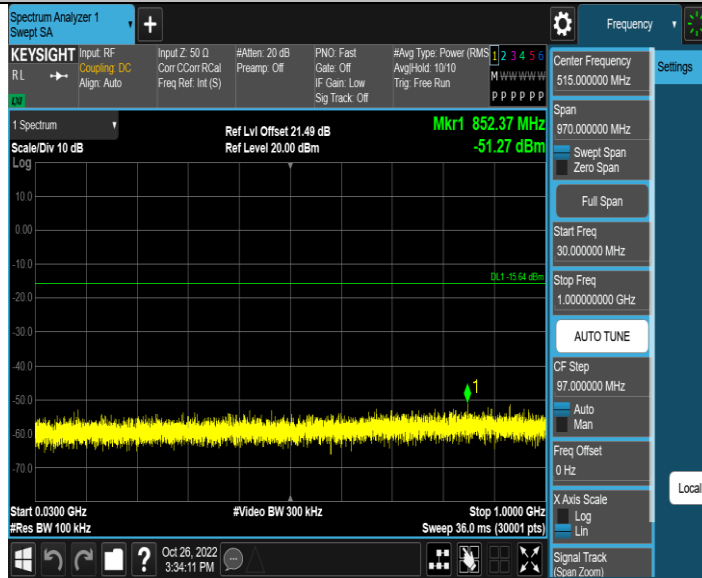 Spectrum Analyzer 1
Swept SA
Frequency
KEYSIGHT
RL
LXI
Input: RF
Coupling: DC
Align: Auto
Input Z: 50 Ω
Corr CCorr RCal
Freq Ref: Int (S)
#Atten: 20 dB
Preamp: Off
PNO: Fast
Gate: Off
IF Gain: Low
Sig Track: Off
#Avg Type: Power (RMS
Avg|Hold: 10/10
Trig: Free Run
1 2 3 4 5 6
M W W W W W
P P P P P P
1 Spectrum
Scale/Div 10 dB
Log
Ref Lvl Offset 21.49 dB
Ref Level 20.00 dBm
Mkr1 852.37 MHz
-51.27 dBm
10.0
0.00
-10.0
-20.0
-30.0
-40.0
-50.0
-60.0
-70.0
DL1 -15.64 dBm
1
Start 0.0300 GHz
#Res BW 100 kHz
#Video BW 300 kHz
Stop 1.0000 GHz
Sweep 36.0 ms (30001 pts)
Oct 26, 2022
3:34:11 PM
?
Center Frequency
515.000000 MHz
Span
970.000000 MHz
Swept Span
Zero Span
Full Span
Start Freq
30.000000 MHz
Stop Freq
1.000000000 GHz
AUTO TUNE
CF Step
97.000000 MHz
Auto
Man
Freq Offset
0 Hz
X Axis Scale
Log
Lin
Signal Track
(Span Zoom)
Settings
Local